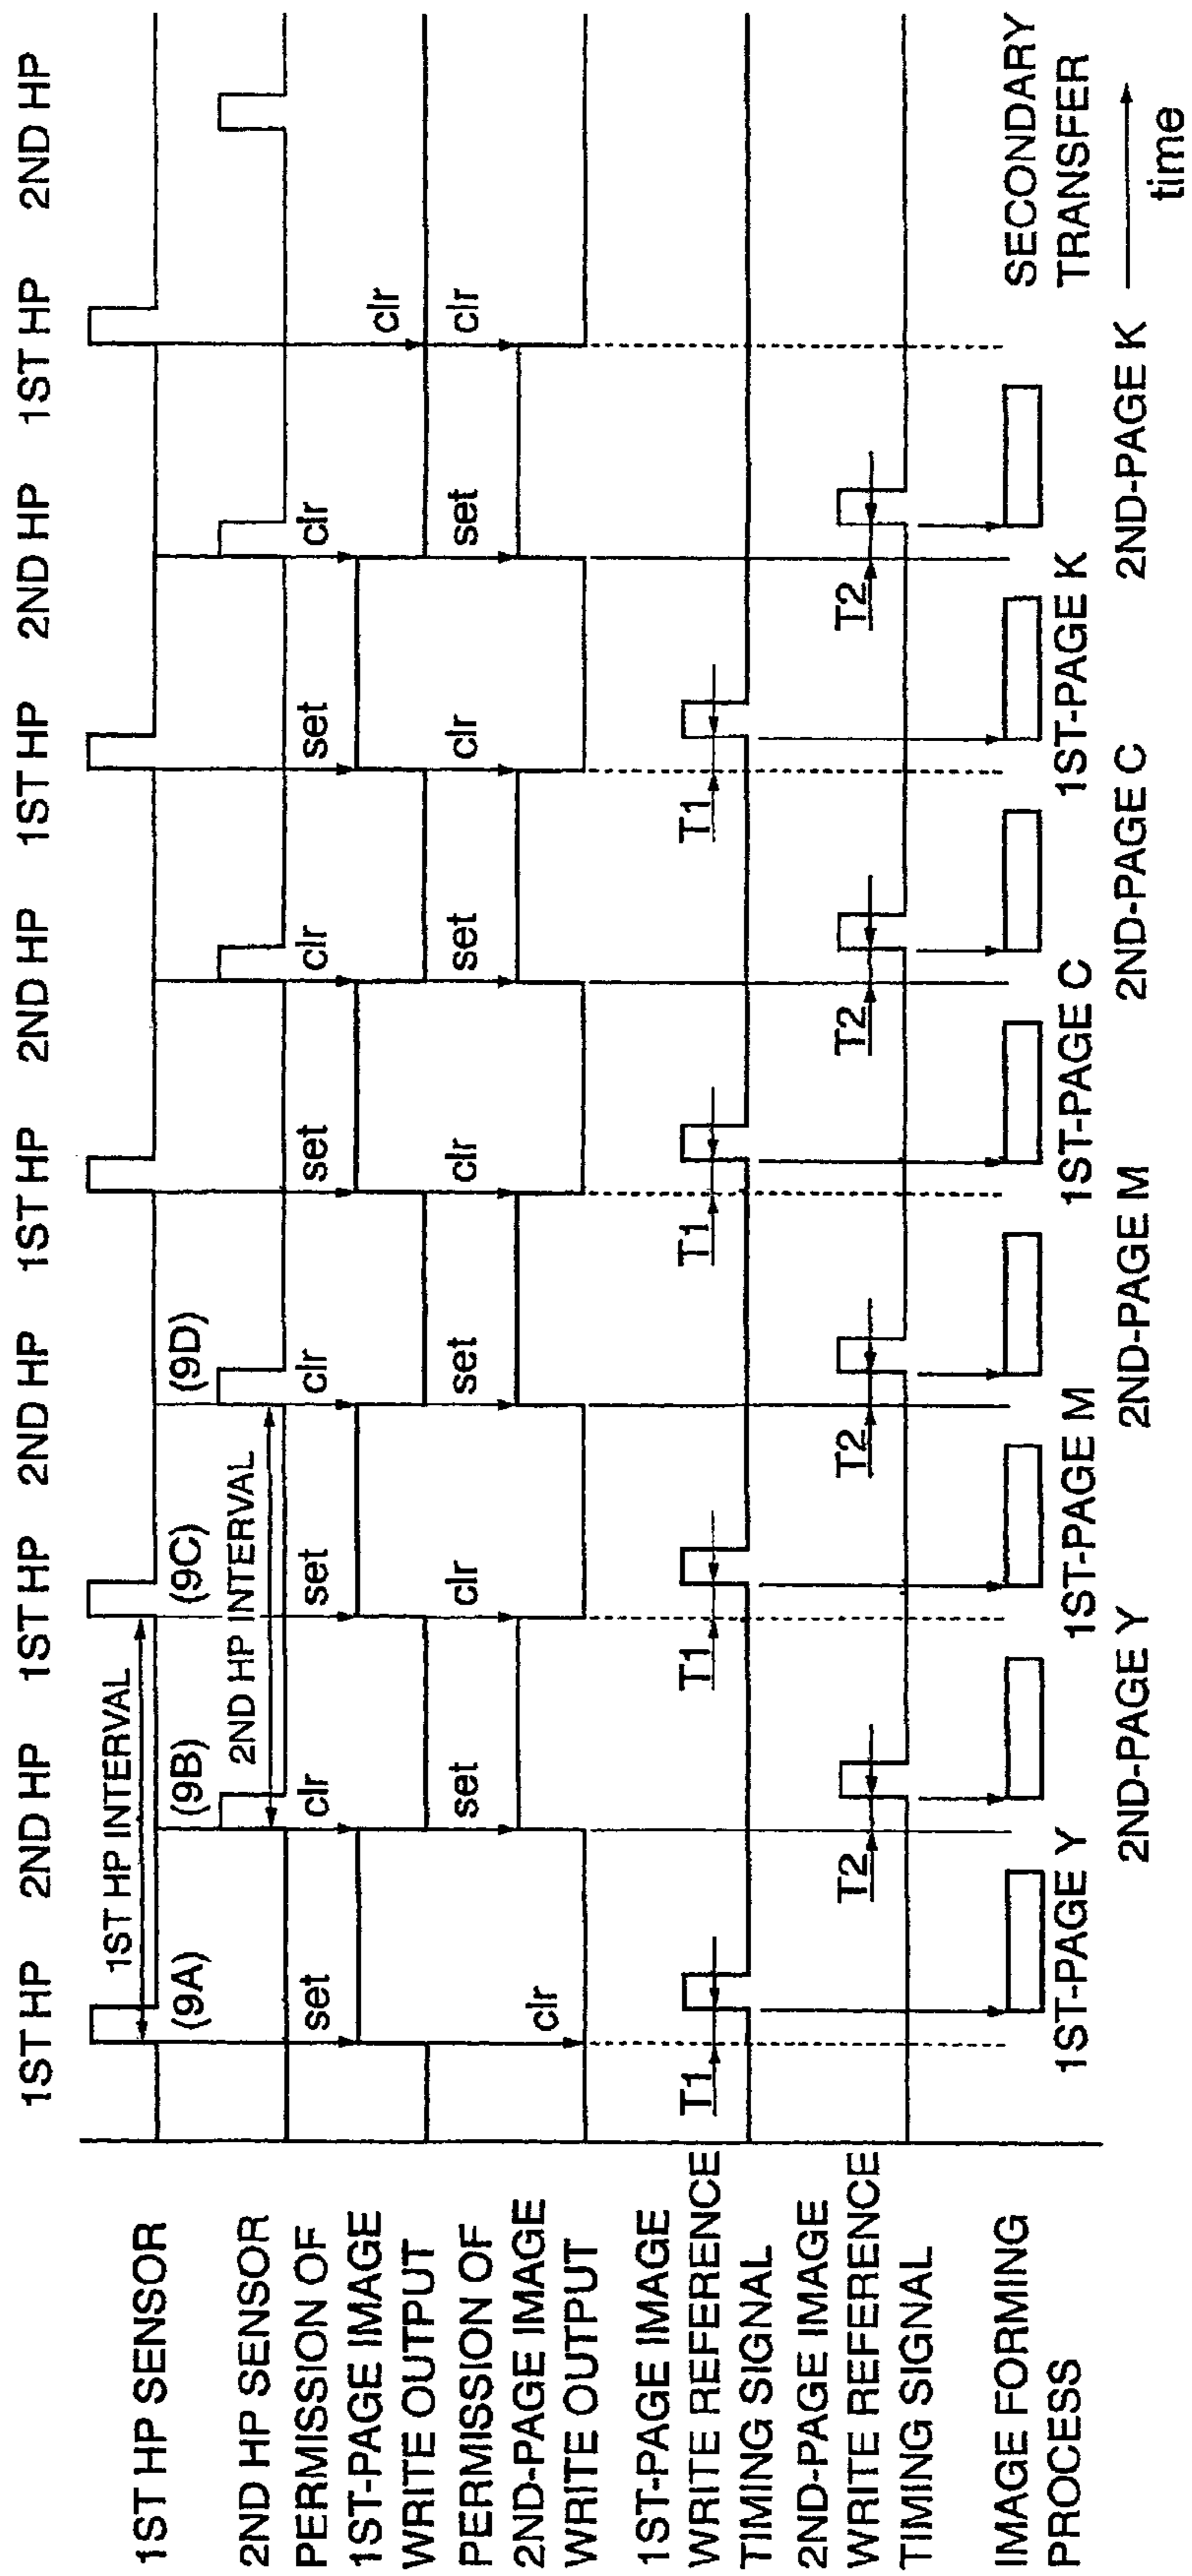 1ST HP 2ND HP 1ST HP 2ND HP 1ST HP 2ND HP 1ST HP 2ND HP 1ST HP 2ND HP
1ST HP INTERVAL
1ST HP SENSOR
(9A) (9B) (9C) (9D)
2ND HP INTERVAL
2ND HP SENSOR
set clr set clr set clr set clr clr
PERMISSION OF
1ST-PAGE IMAGE
WRITE OUTPUT
clr set clr set clr set clr set clr
PERMISSION OF
2ND-PAGE IMAGE
WRITE OUTPUT
T1 T1 T1 T1
1ST-PAGE IMAGE
WRITE REFERENCE
TIMING SIGNAL
T2 T2 T2 T2
2ND-PAGE IMAGE
WRITE REFERENCE
TIMING SIGNAL
IMAGE FORMING
PROCESS
SECONDARY
TRANSFER
1ST-PAGE Y 1ST-PAGE M 1ST-PAGE C 1ST-PAGE K
2ND-PAGE Y 2ND-PAGE M 2ND-PAGE C 2ND-PAGE K
time